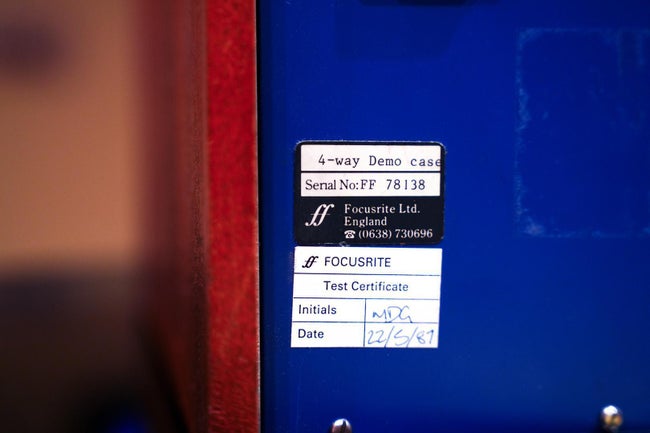 4-way Demo case
Serial No: FF 78138
ff Focusrite Ltd.
England
☎ (0638) 730696
ff FOCUSRITE
Test Certificate
Initials MDG
Date 22/5/87